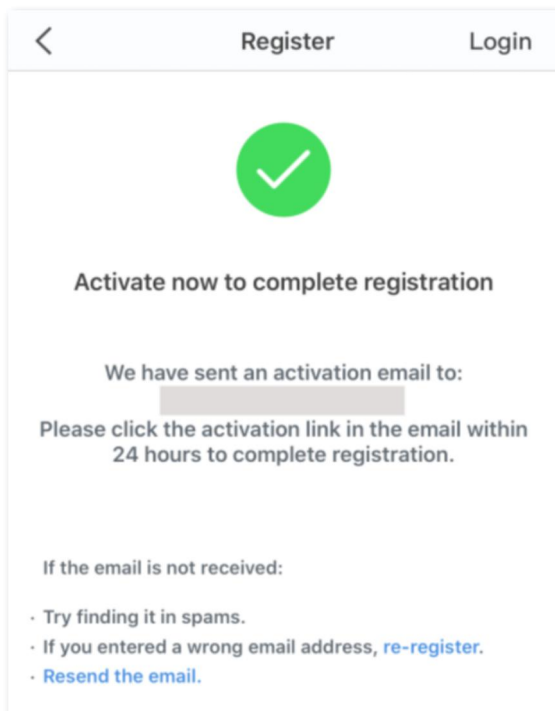 Register
Login
Activate now to complete registration
We have sent an activation email to:
Please click the activation link in the email within
24 hours to complete registration.
If the email is not received:
· Try finding it in spams.
· If you entered a wrong email address, re-register.
· Resend the email.